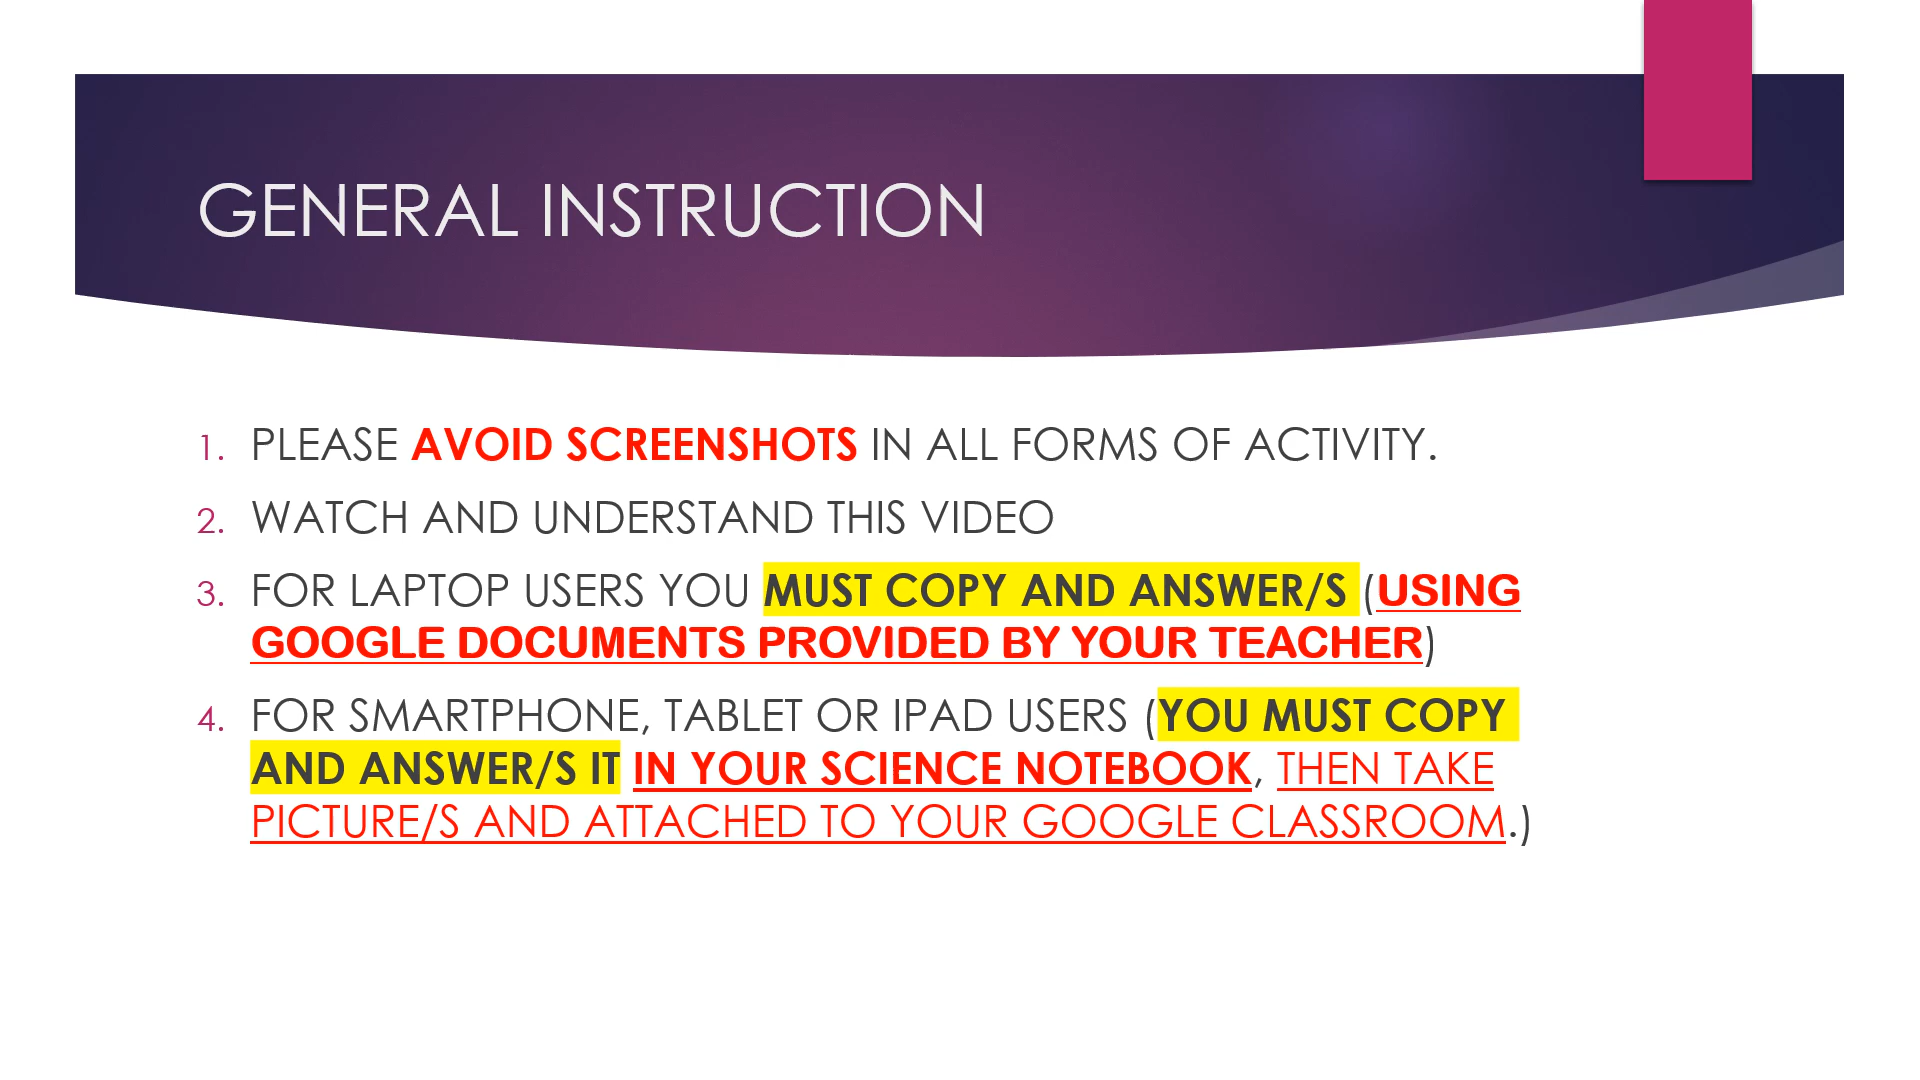 GENERAL INSTRUCTION
1. PLEASE AVOID SCREENSHOTS IN ALL FORMS OF ACTIVITY.
2. WATCH AND UNDERSTAND THIS VIDEO
3. FOR LAPTOP USERS YOU MUST COPY AND ANSWER/S (USING
GOOGLE DOCUMENTS PROVIDED BY YOUR TEACHER)
4. FOR SMARTPHONE, TABLET OR IPAD USERS (YOU MUST COPY
AND ANSWER/S IT IN YOUR SCIENCE NOTEBOOK, THEN TAKE
PICTURE/S AND ATTACHED TO YOUR GOOGLE CLASSROOM.)